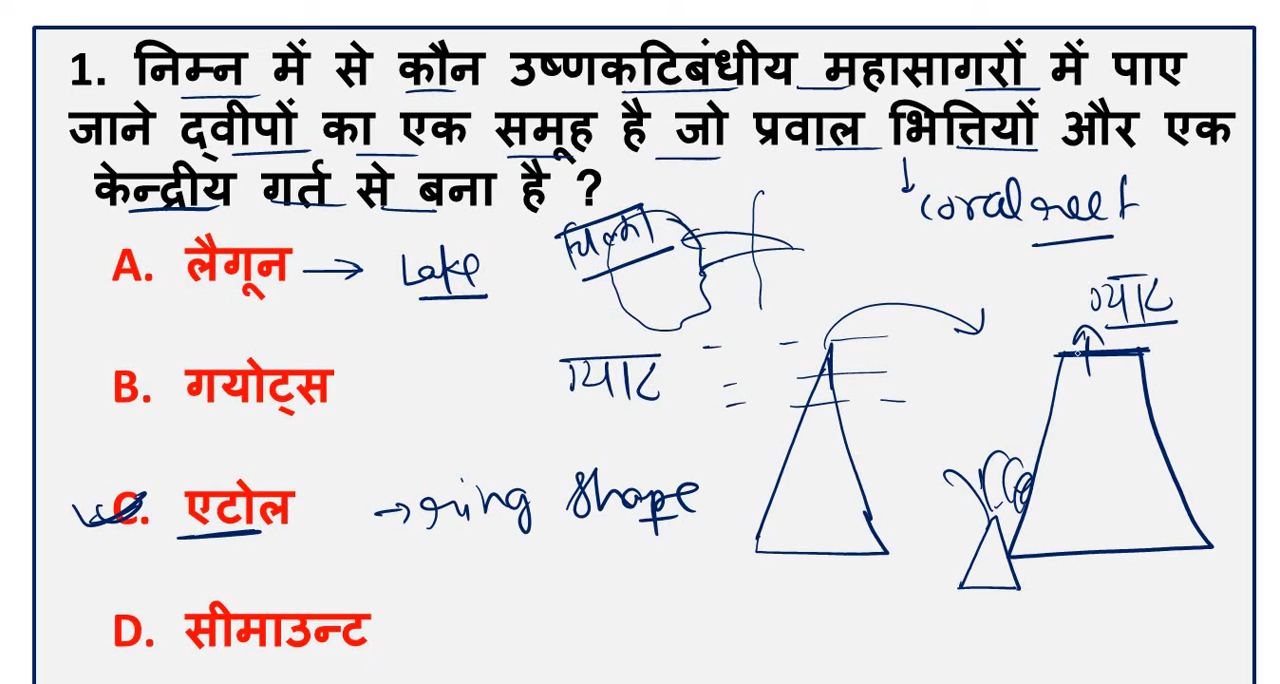 1. निम्न में से कौन उष्णकटिबंधीय महासागरों में पाए
जाने द्वीपों का एक समूह है जो प्रवाल भित्तियों और एक
केन्द्रीय गर्त से बना है ?
coral reef
A. लैगून → Lake
चिल्का
ग्याट
B. गयोट्स
ग्याट
C. एटोल → ring shape
D. सीमाउन्ट